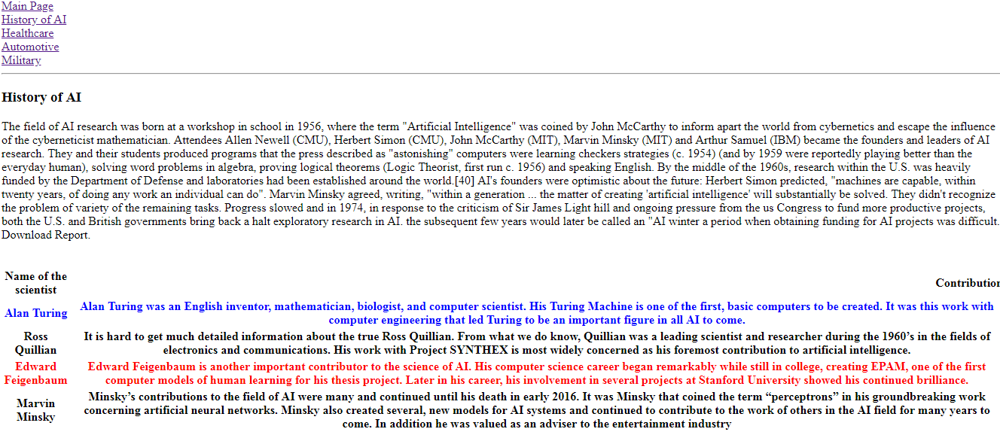 Main Page
History of AI
Healthcare
Automotive
Military
History of AI
The field of AI research was born at a workshop in school in 1956, where the term "Artificial Intelligence" was coined by John McCarthy to inform apart the world from cybernetics and escape the influence
of the cyberneticist mathematician. Attendees Allen Newell (CMU), Herbert Simon (CMU), John McCarthy (MIT), Marvin Minsky (MIT) and Arthur Samuel (IBM) became the founders and leaders of AI
research. They and their students produced programs that the press described as "astonishing" computers were learning checkers strategies (c. 1954) (and by 1959 were reportedly playing better than the
everyday human), solving word problems in algebra, proving logical theorems (Logic Theorist, first run c. 1956) and speaking English. By the middle of the 1960s, research within the U.S. was heavily
funded by the Department of Defense and laboratories had been established around the world.[40] AI's founders were optimistic about the future: Herbert Simon predicted, "machines are capable, within
twenty years, of doing any work an individual can do". Marvin Minsky agreed, writing, "within a generation ... the matter of creating 'artificial intelligence' will substantially be solved. They didn't recognize
the problem of variety of the remaining tasks. Progress slowed and in 1974, in response to the criticism of Sir James Light hill and ongoing pressure from the us Congress to fund more productive projects,
both the U.S. and British governments bring back a halt exploratory research in AI. the subsequent few years would later be called an "AI winter a period when obtaining funding for AI projects was difficult.
Download Report.
Name of the
scientist
Contribution
Alan Turing
Alan Turing was an English inventor, mathematician, biologist, and computer scientist. His Turing Machine is one of the first, basic computers to be created. It was this work with
computer engineering that led Turing to be an important figure in all AI to come.
Ross
Quillian
It is hard to get much detailed information about the true Ross Quillian. From what we do know, Quillian was a leading scientist and researcher during the 1960’s in the fields of
electronics and communications. His work with Project SYNTHEX is most widely concerned as his foremost contribution to artificial intelligence.
Edward
Feigenbaum
Edward Feigenbaum is another important contributor to the science of AI. His computer science career began remarkably while still in college, creating EPAM, one of the first
computer models of human learning for his thesis project. Later in his career, his involvement in several projects at Stanford University showed his continued brilliance.
Marvin
Minsky
Minsky’s contributions to the field of AI were many and continued until his death in early 2016. It was Minsky that coined the term “perceptrons” in his groundbreaking work
concerning artificial neural networks. Minsky also created several, new models for AI systems and continued to contribute to the work of others in the AI field for many years to
come. In addition he was valued as an adviser to the entertainment industry